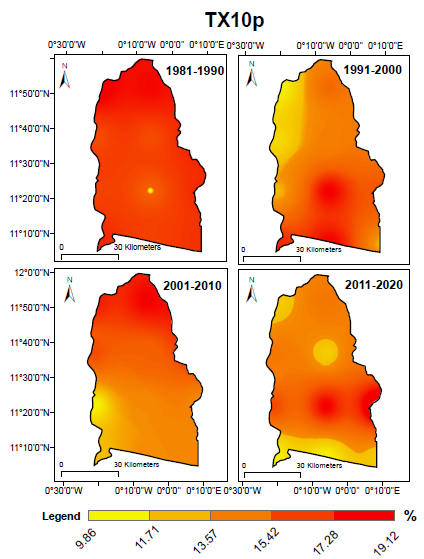 TX10p
0°30'0"W 0°10'0"W 0°10'0"E 0°30'0"W 0°10'0"W 0°0'0" 0°10'0"E
N 1981-1990
N 1991-2000
11°50'0"N
11°40'0"N
11°30'0"N
11°20'0"N
11°10'0"N
0 30 Kilometers
0 30 Kilometers
12°0'0"N
N 2001-2010
N 2011-2020
11°50'0"N
11°40'0"N
11°30'0"N
11°20'0"N
11°10'0"N
0 30 Kilometers
0 30 Kilometers
0°30'0"W 0°10'0"W 0°0'0" 0°10'0"E 0°30'0"W 0°10'0"W 0°0'0" 0°10'0"E
Legend %
9.86 11.71 13.57 15.42 17.28 19.12